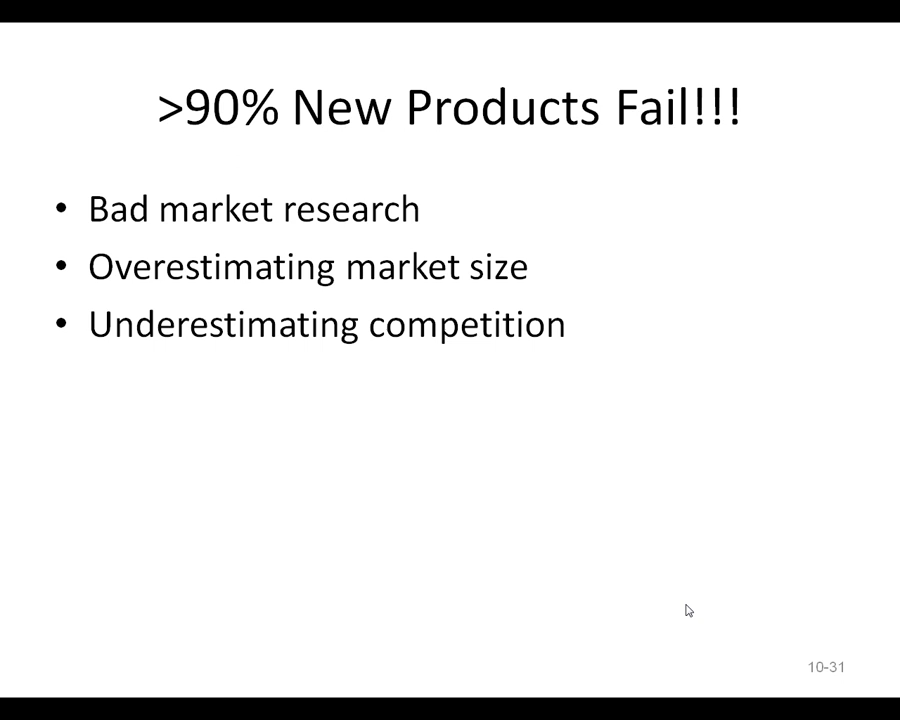 >90% New Products Fail!!!
• Bad market research
• Overestimating market size
• Underestimating competition
10-31